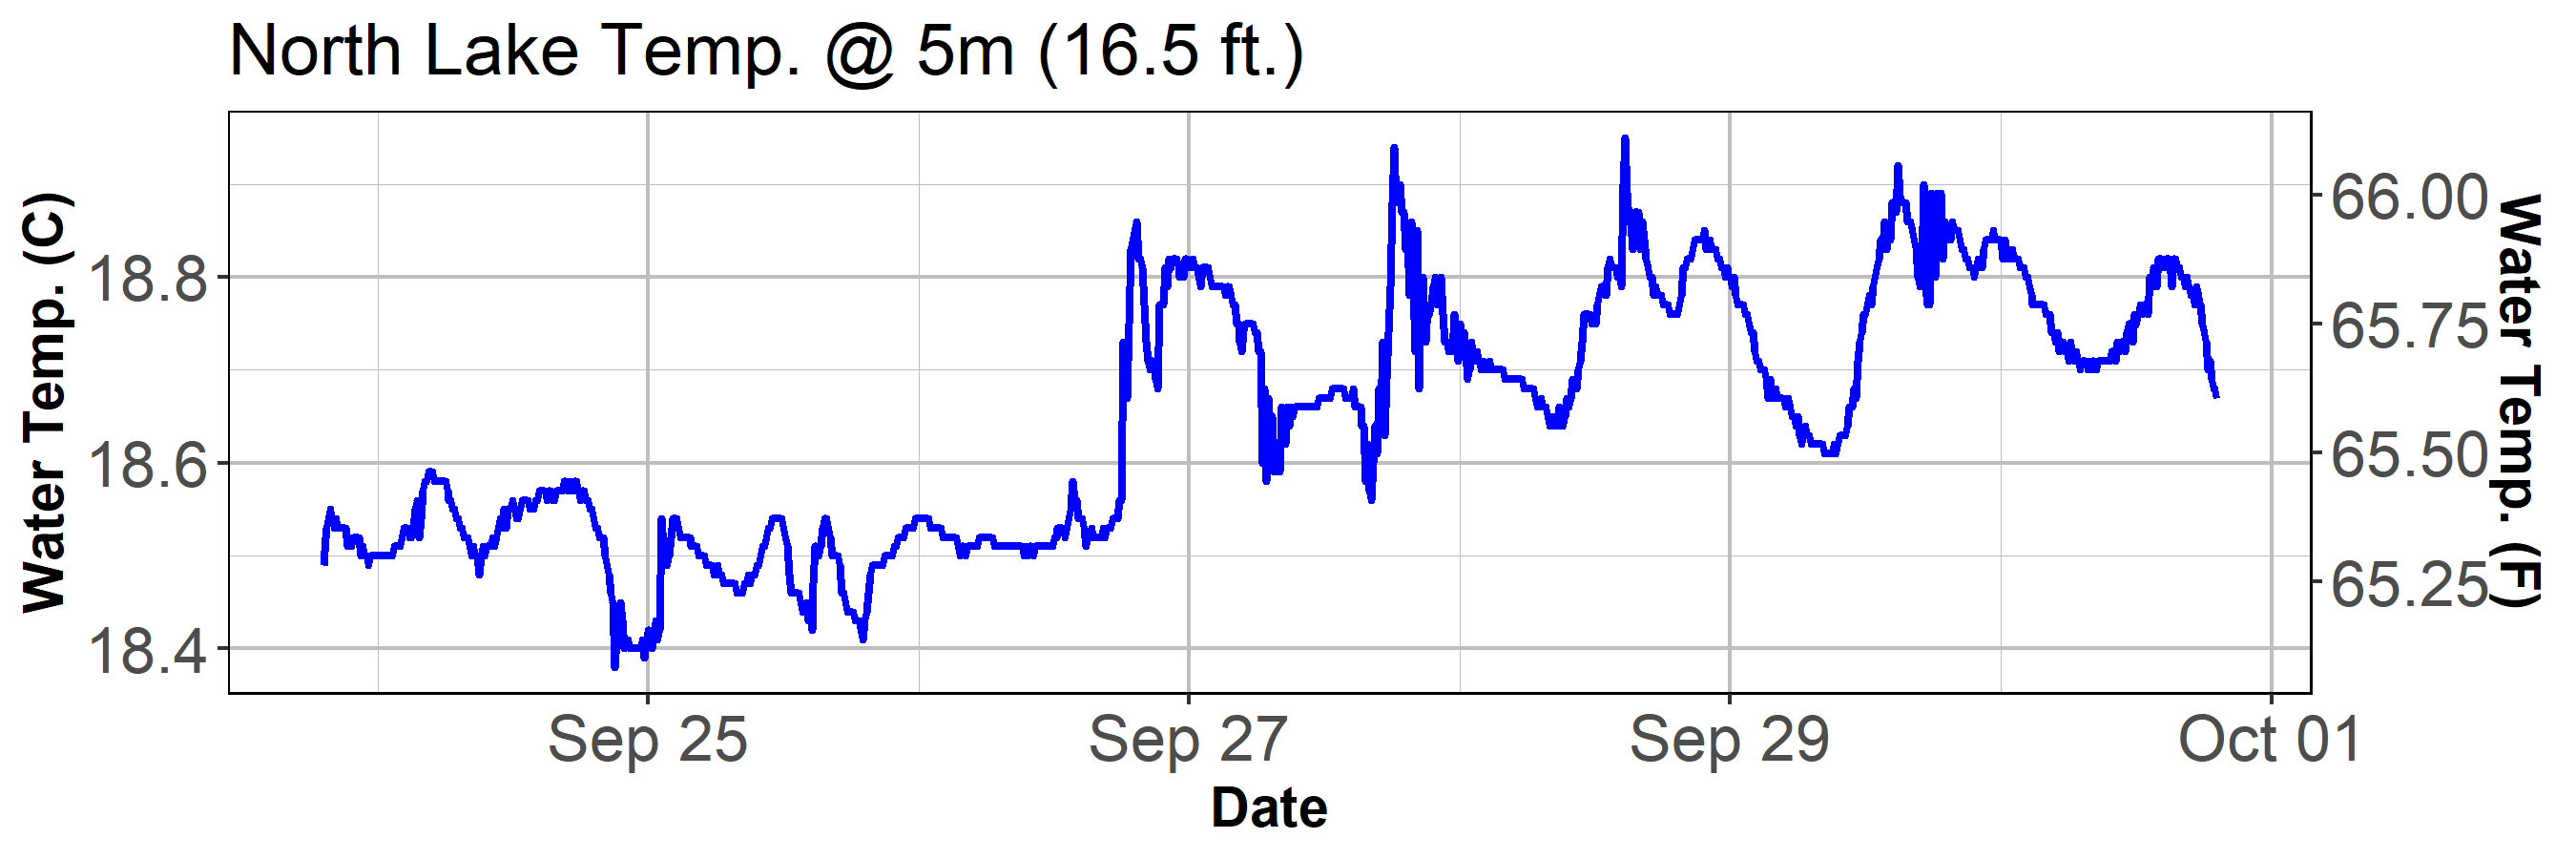 North Lake Temp. @ 5m (16.5 ft.)
Water Temp. (C)
18.8
18.6
18.4
66.00
65.75
65.50
65.25
Water Temp. (F)
Sep 25
Sep 27
Sep 29
Oct 01
Date